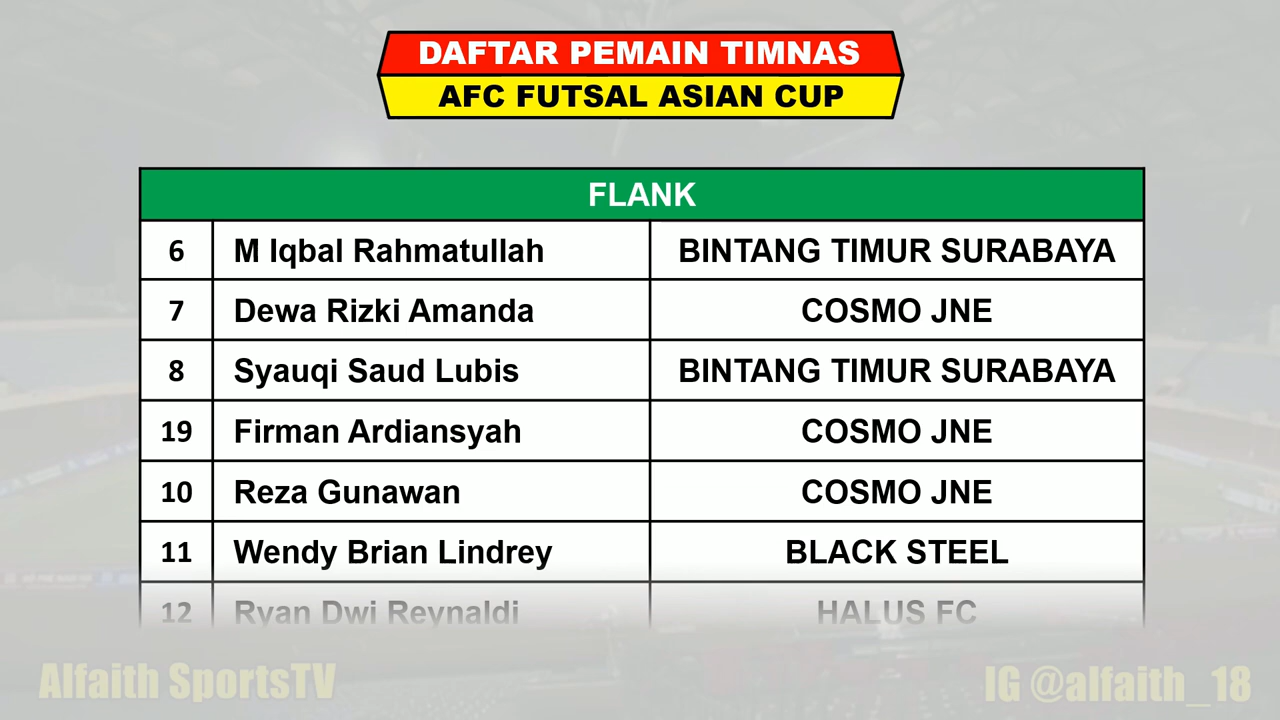 DAFTAR PEMAIN TIMNAS
AFC FUTSAL ASIAN CUP
FLANK
6 M Iqbal Rahmatullah BINTANG TIMUR SURABAYA
7 Dewa Rizki Amanda COSMO JNE
8 Syauqi Saud Lubis BINTANG TIMUR SURABAYA
19 Firman Ardiansyah COSMO JNE
10 Reza Gunawan COSMO JNE
11 Wendy Brian Lindrey BLACK STEEL
12 Ryan Dwi Reynaldi HALUS FC
Alfaith SportsTV IG @alfaith_18